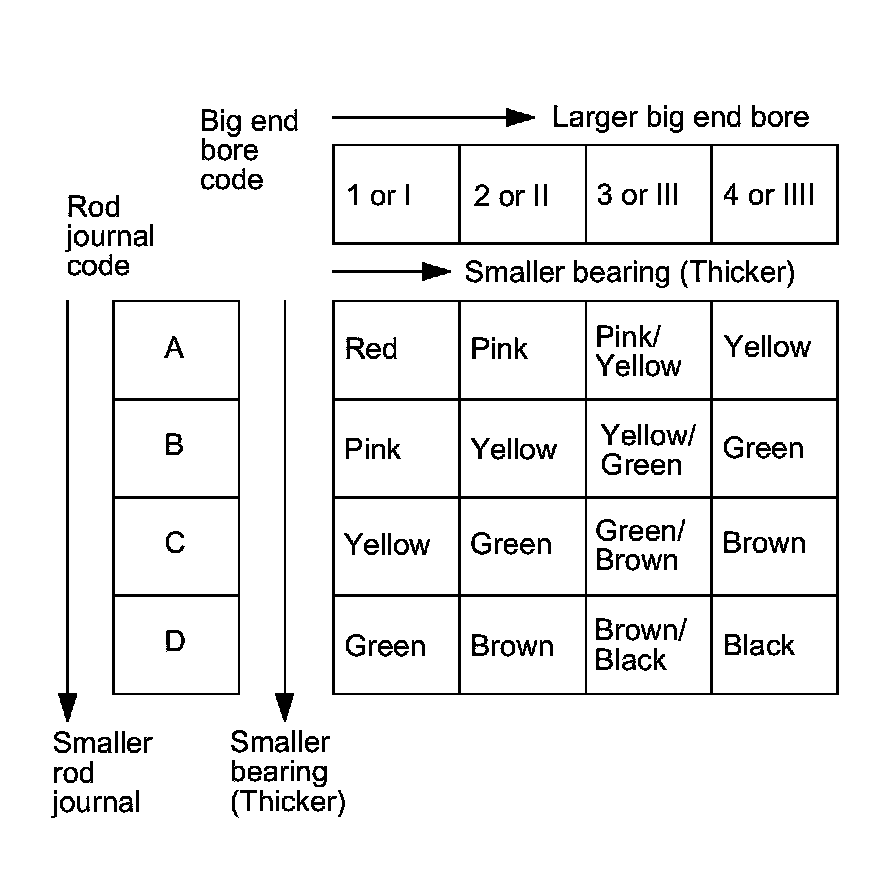 Big end
bore
code
Larger big end bore
1 or I
2 or II
3 or III
4 or IIII
Rod
journal
code
Smaller bearing (Thicker)
A
Red
Pink
Pink/
Yellow
Yellow
B
Pink
Yellow
Yellow/
Green
Green
C
Yellow
Green
Green/
Brown
Brown
D
Green
Brown
Brown/
Black
Black
Smaller
rod
journal
Smaller
bearing
(Thicker)